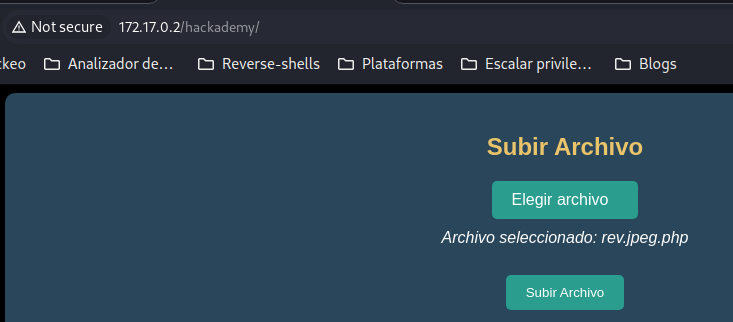 Not secure 172.17.0.2/hackademy/
ckeo Analizador de... Reverse-shells Plataformas Escalar privile... Blogs
Subir Archivo
Elegir archivo
Archivo seleccionado: rev.jpeg.php
Subir Archivo